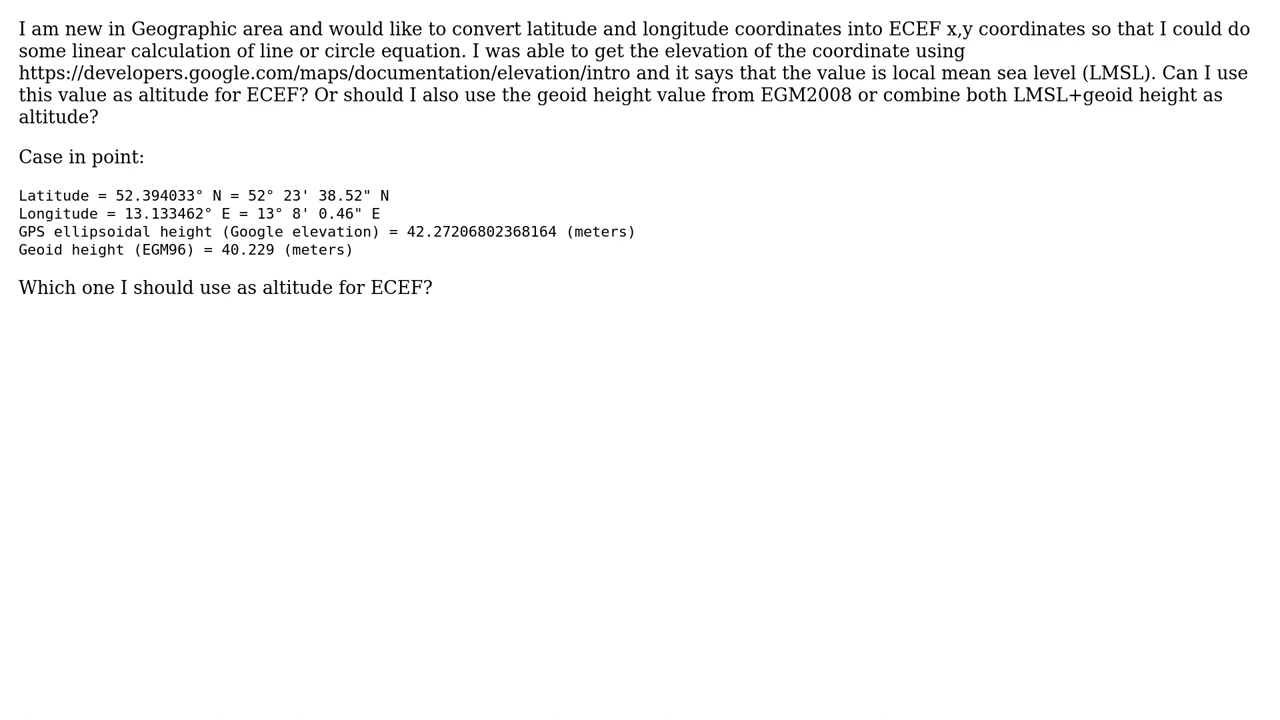 I am new in Geographic area and would like to convert latitude and longitude coordinates into ECEF x,y coordinates so that I could do
some linear calculation of line or circle equation. I was able to get the elevation of the coordinate using
https://developers.google.com/maps/documentation/elevation/intro and it says that the value is local mean sea level (LMSL). Can I use
this value as altitude for ECEF? Or should I also use the geoid height value from EGM2008 or combine both LMSL+geoid height as
altitude?
Case in point:
Latitude = 52.394033° N = 52° 23' 38.52" N
Longitude = 13.133462° E = 13° 8' 0.46" E
GPS ellipsoidal height (Google elevation) = 42.27206802368164 (meters)
Geoid height (EGM96) = 40.229 (meters)
Which one I should use as altitude for ECEF?